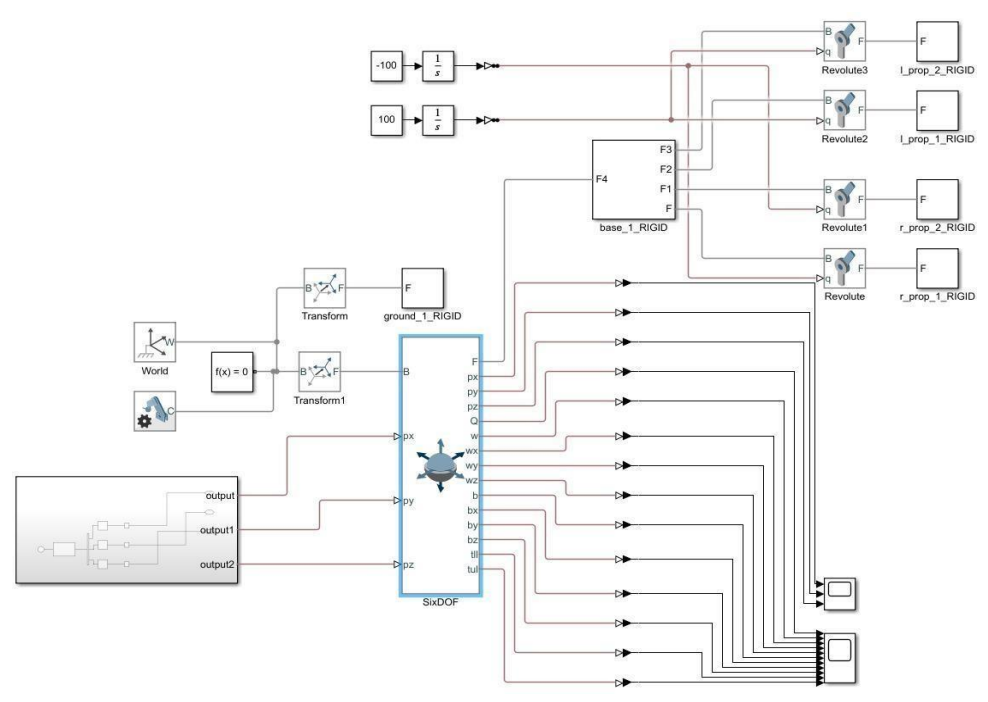 B
F
q
Revolute3
F
l_prop_2_RIGID
-100
1
s
100
1
s
B
F
q
Revolute2
F
l_prop_1_RIGID
F3
F2
F4
F1
F
base_1_RIGID
B
F
q
Revolute1
F
r_prop_2_RIGID
B
F
q
Revolute
F
r_prop_1_RIGID
B
F
Transform
F
ground_1_RIGID
W
World
f(x) = 0
B
F
Transform1
C
B
px
py
pz
F
px
py
pz
Q
w
wx
wy
wz
b
bx
by
bz
tll
tul
SixDOF
output
output1
output2